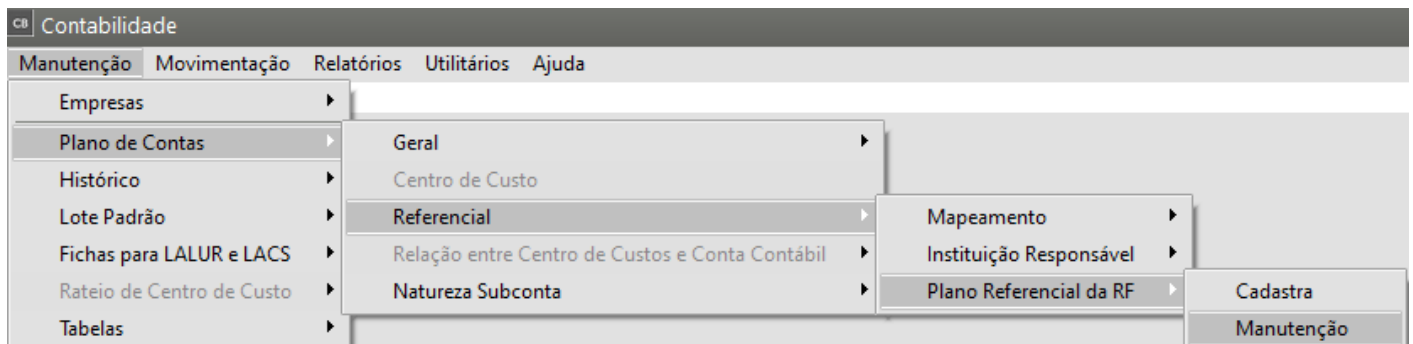 CB Contabilidade
Manutenção Movimentação Relatórios Utilitários Ajuda
Empresas
Plano de Contas
Histórico
Lote Padrão
Fichas para LALUR e LACS
Rateio de Centro de Custo
Tabelas
Geral
Centro de Custo
Referencial
Relação entre Centro de Custos e Conta Contábil
Natureza Subconta
Mapeamento
Instituição Responsável
Plano Referencial da RF
Cadastra
Manutenção